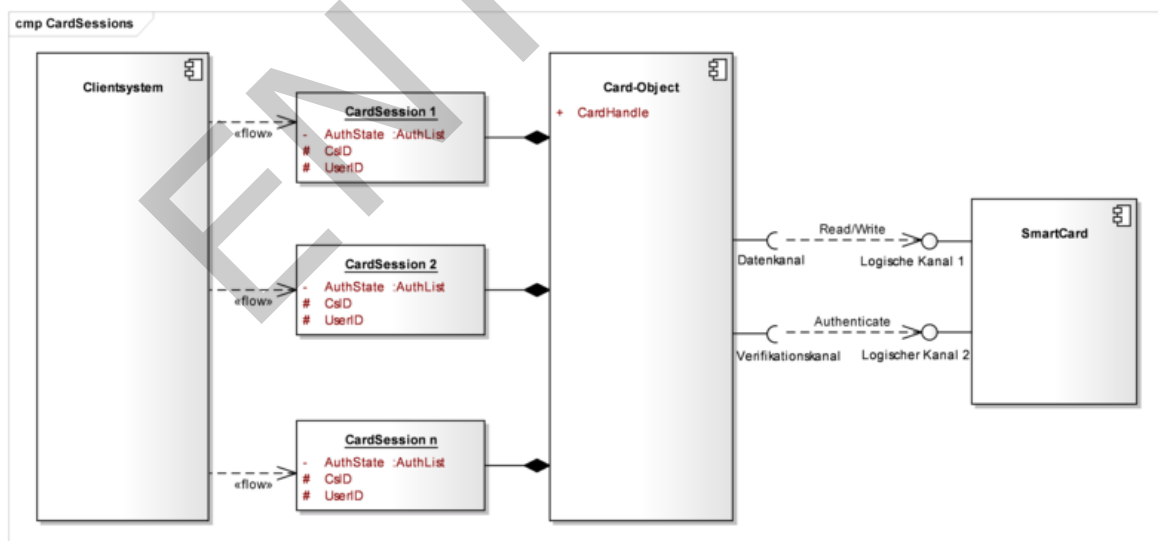 cmp CardSessions
Clientsystem
«flow»
CardSession 1
- AuthState :AuthList
# CsID
# UserID
«flow»
CardSession 2
- AuthState :AuthList
# CsID
# UserID
«flow»
CardSession n
- AuthState :AuthList
# CsID
# UserID
Card-Object
+ CardHandle
Read/Write
Datenkanal
Logische Kanal 1
Authenticate
Verifikationskanal
Logischer Kanal 2
SmartCard